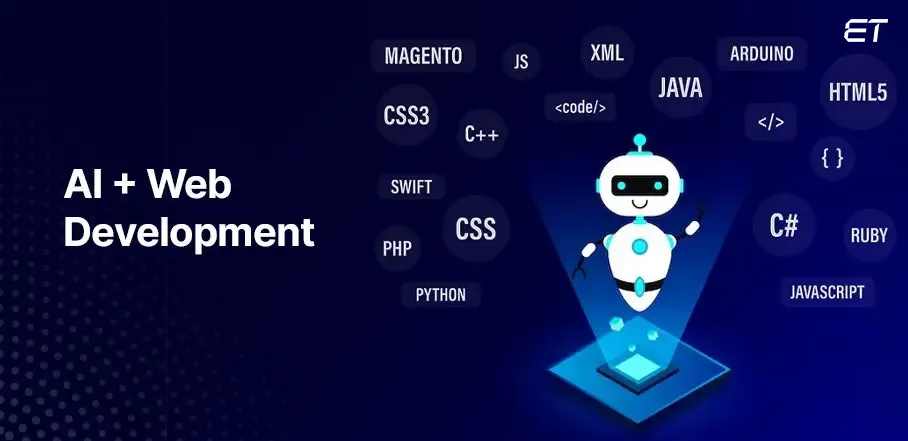 ET
MAGENTO
JS
XML
ARDUINO
JAVA
HTML5
CSS3
<code/>
C++
</>
{ }
AI + Web
Development
SWIFT
CSS
C#
PHP
RUBY
PYTHON
JAVASCRIPT